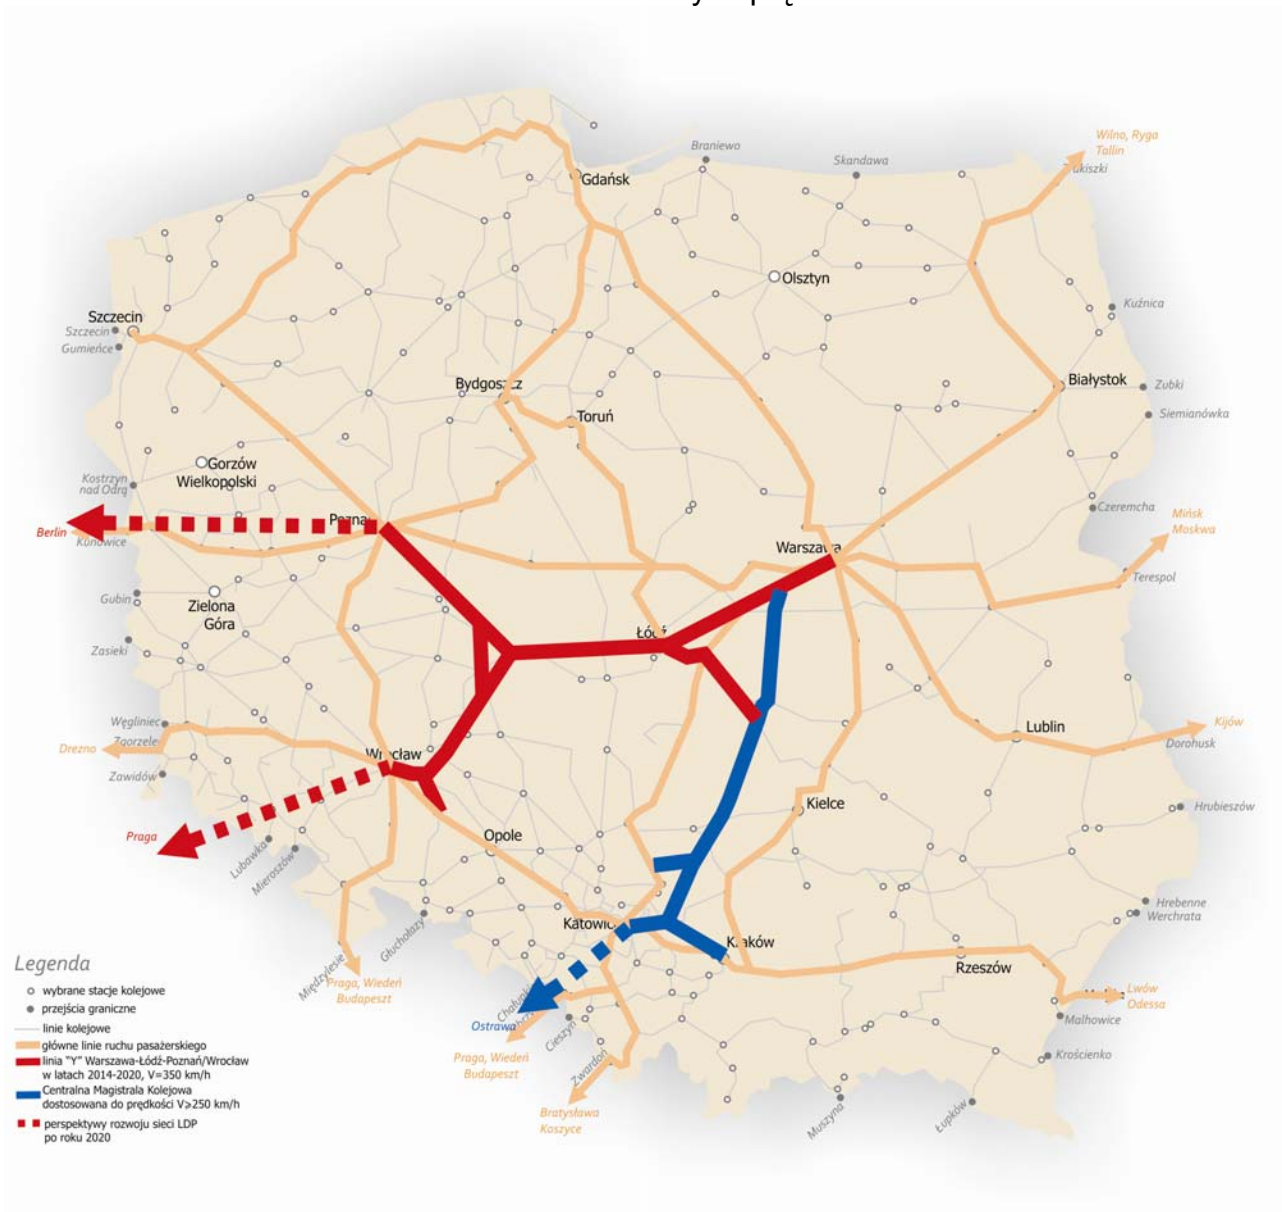 Braniewo
Skandawa
Wilno, Ryga
Tallin
Gdańsk
Olsztyn
Kuźnica
Szczecin
Szczecin
Gumieńce
Bydgoszcz
Białystok
Zubki
Siemianówka
Toruń
Gorzów
Wielkopolski
Kostrzyn
nad Odrą
Czeremcha
Mińsk
Moskwa
Berlin
Kunowice
Warszawa
Terespol
Gubin
Zielona
Góra
Łódź
Zasieki
Węgliniec
Drezno
Zawidów
Wrocław
Lublin
Kijów
Dorohusk
Kielce
Hrubieszów
Praga
Lubawka
Mieroszów
Opole
Głuchołazy
Katowic
Kraków
Hrebenne
Werchrata
Rzeszów
Międzylesie
Praga, Wiedeń
Budapeszt
Lwów
Odessa
Malhowice
Ostrawa
Cieszyn
Krościenko
Praga, Wiedeń
Budapeszt
Zwardoń
Bratysława
Koszyce
Muszyna
Łupków
Legenda
wybrane stacje kolejowe
przejścia graniczne
linie kolejowe
główne linie ruchu pasażerskiego
linia "Y" Warszawa-Łódź-Poznań/Wrocław
w latach 2014-2020, V=350 km/h
Centralna Magistrala Kolejowa
dostosowana do prędkości V≥250 km/h
perspektywy rozwoju sieci LDP
po roku 2020